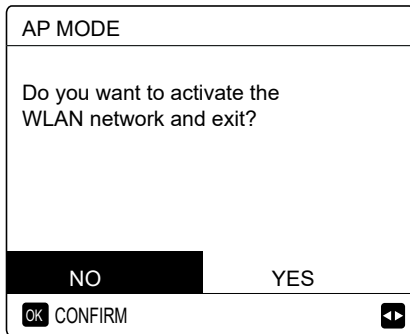 AP MODE
Do you want to activate the
WLAN network and exit?
NO YES
OK CONFIRM